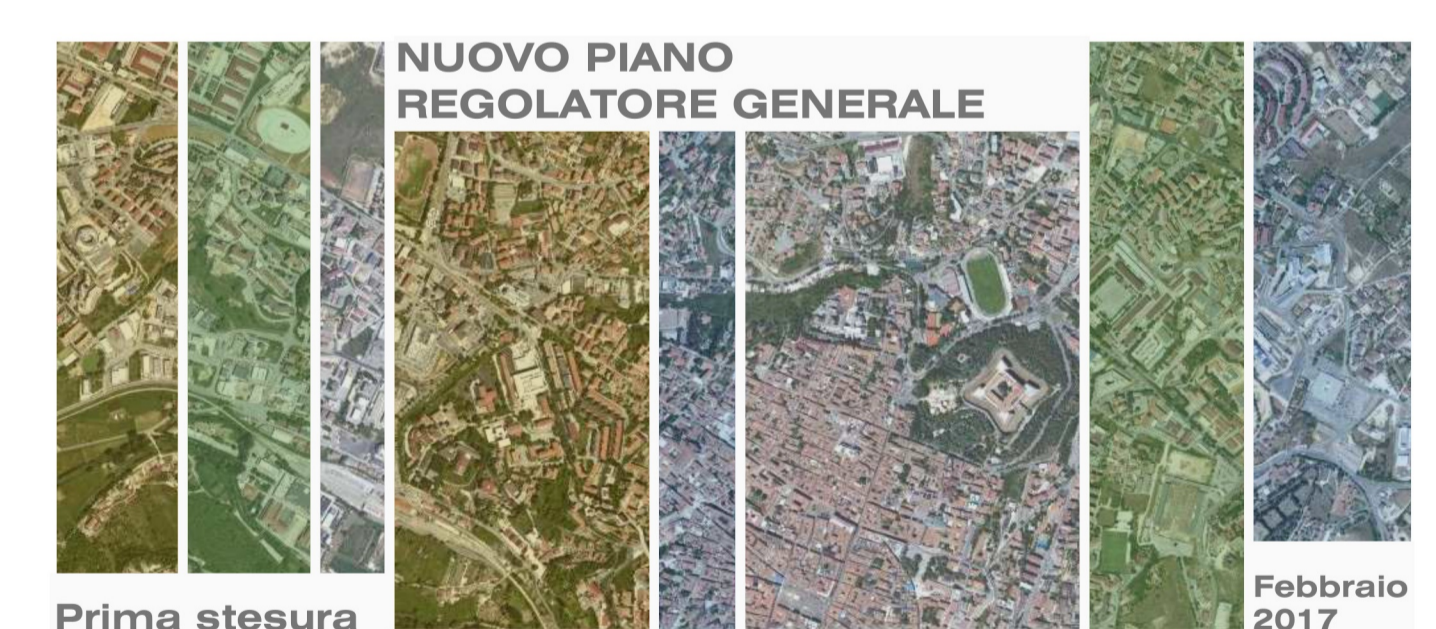 NUOVO PIANO
REGOLATORE GENERALE
Prima stesura
Febbraio
2017